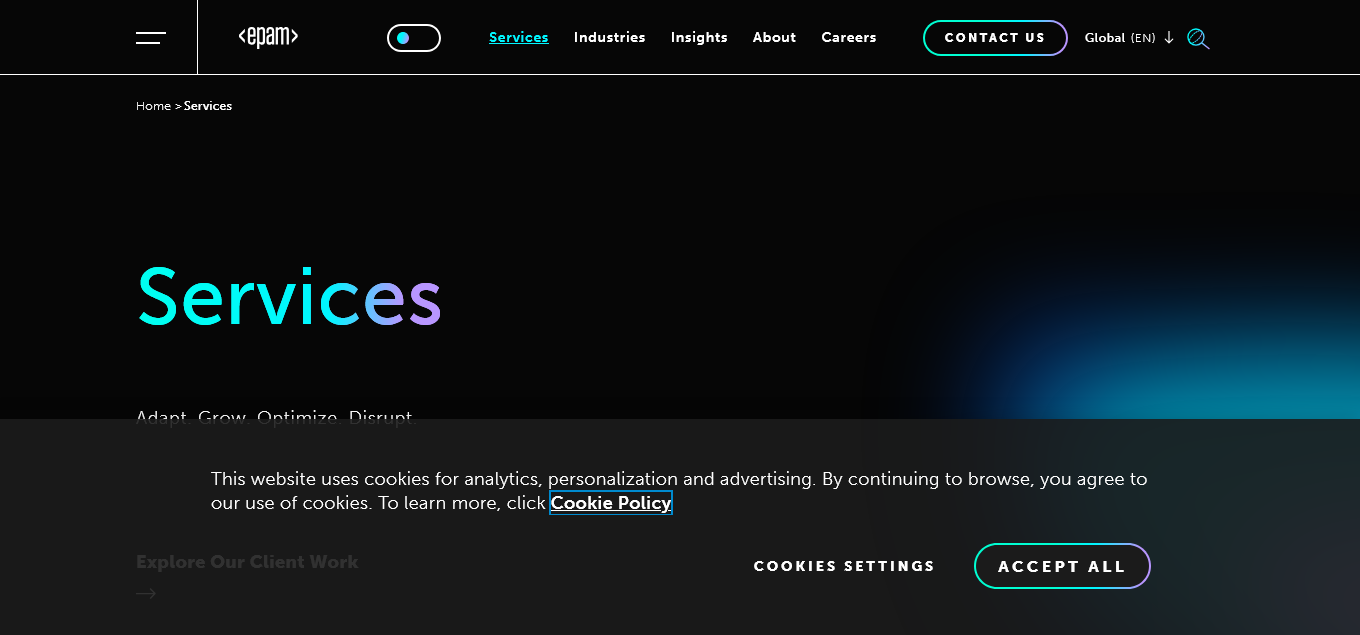 <epam>
Services
Industries
Insights
About
Careers
CONTACT US
Global (EN)
Home > Services
Services
Adapt. Grow. Optimize. Disrupt.
This website uses cookies for analytics, personalization and advertising. By continuing to browse, you agree to
our use of cookies. To learn more, click Cookie Policy
Explore Our Client Work
COOKIES SETTINGS
ACCEPT ALL